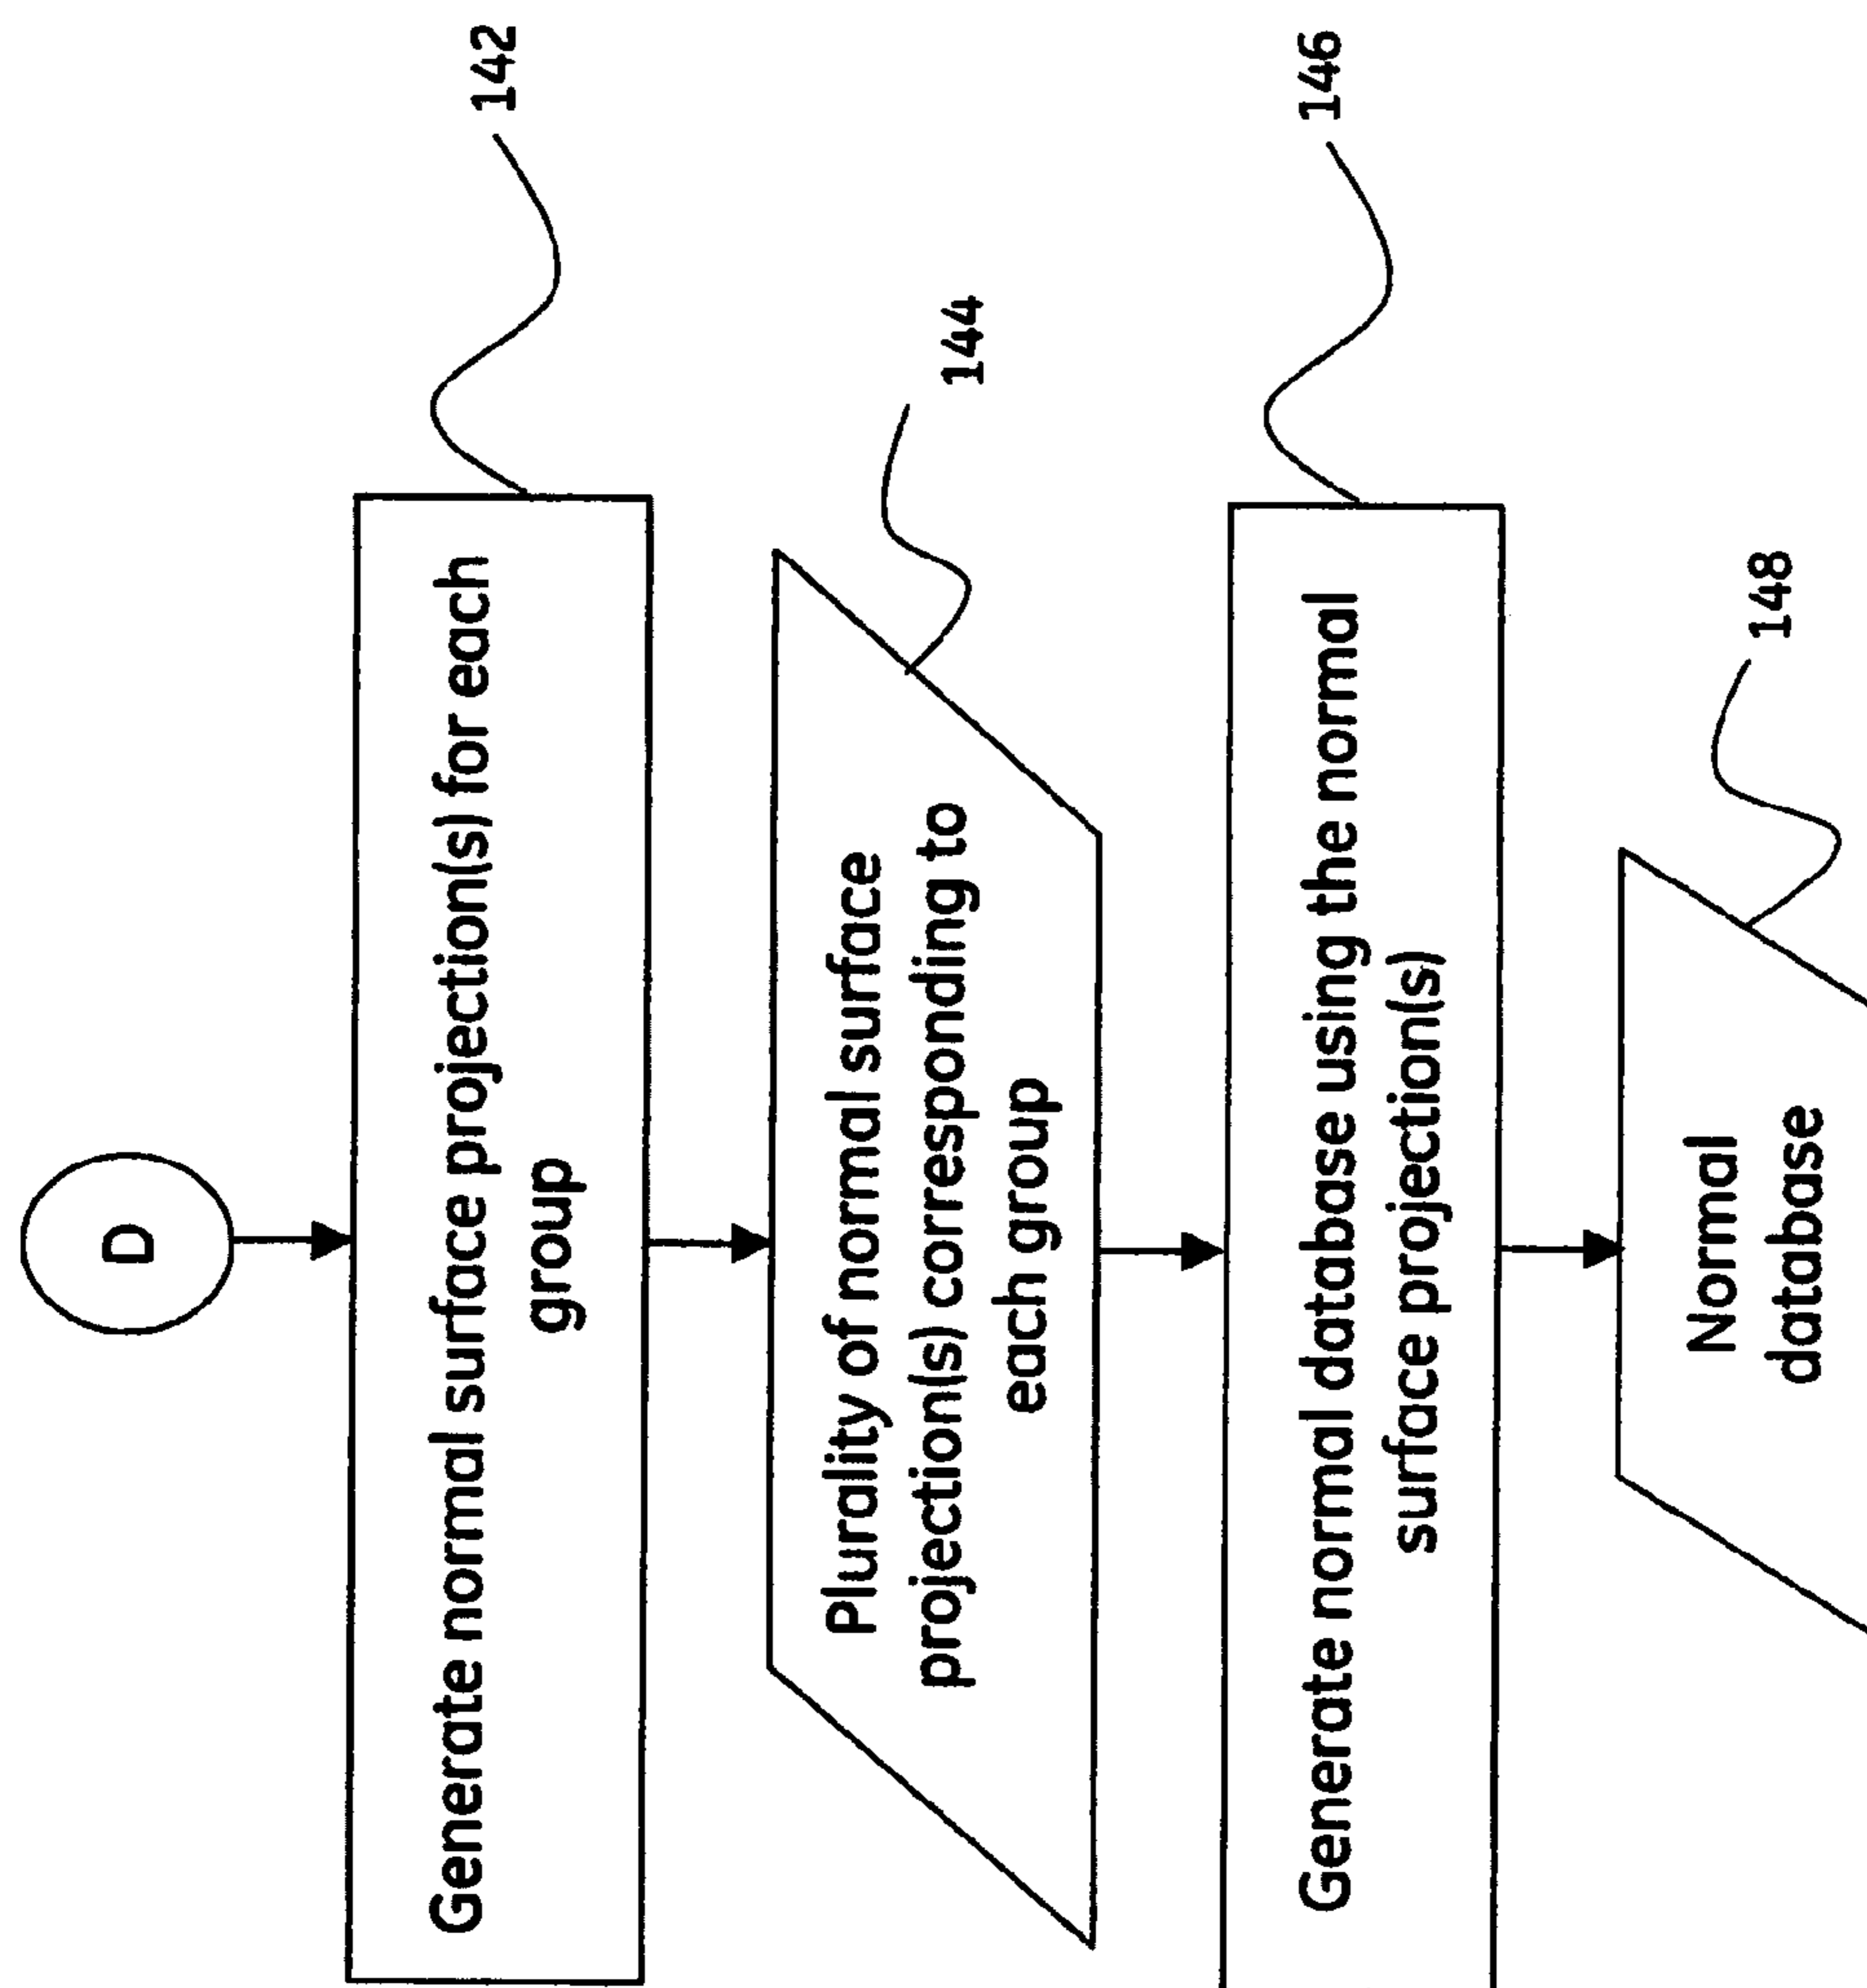 D
Generate normal surface projection(s) for each
group
142
Plurality of normal surface
projection(s) corresponding to
each group
144
Generate normal database using the normal
surface projection(s)
146
Normal
database
148